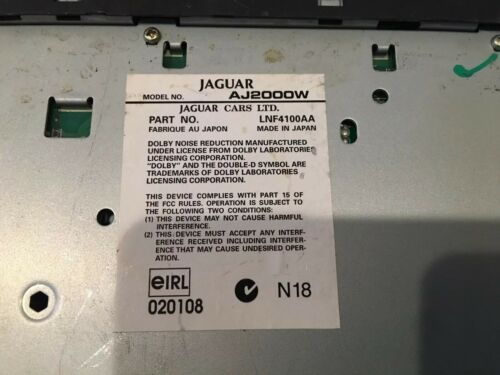 JAGUAR
MODEL NO. AJ2000W
JAGUAR CARS LTD.
PART NO. LNF4100AA
FABRIQUE AU JAPON MADE IN JAPAN
DOLBY NOISE REDUCTION MANUFACTURED
UNDER LICENSE FROM DOLBY LABORATORIES
LICENSING CORPORATION.
"DOLBY" AND THE DOUBLE-D SYMBOL ARE
TRADEMARKS OF DOLBY LABORATORIES
LICENSING CORPORATION.
THIS DEVICE COMPLIES WITH PART 15 OF
THE FCC RULES. OPERATION IS SUBJECT TO
THE FOLLOWING TWO CONDITIONS:
(1) THIS DEVICE MAY NOT CAUSE HARMFUL
INTERFERENCE.
(2) THIS DEVICE MUST ACCEPT ANY INTERF-
ERENCE RECEIVED INCLUDING INTERFER-
ENCE THAT MAY CAUSE UNDESIRED OPER-
ATION.
eIRL
020108 N18